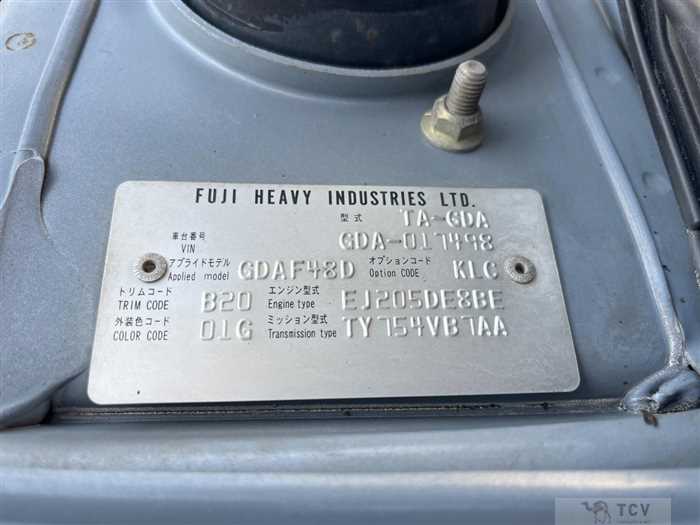 FUJI HEAVY INDUSTRIES LTD.
型式 TA-GDA
車台番号 VIN GDA-017498
アプライドモデル Applied model GDAF48D オプションコード Option CODE KLC
トリムコード TRIM CODE B20 エンジン型式 Engine type EJ205DE8BE
外装色コード COLOR CODE 01G ミッション型式 Transmission type TY754VB7AA
TCV